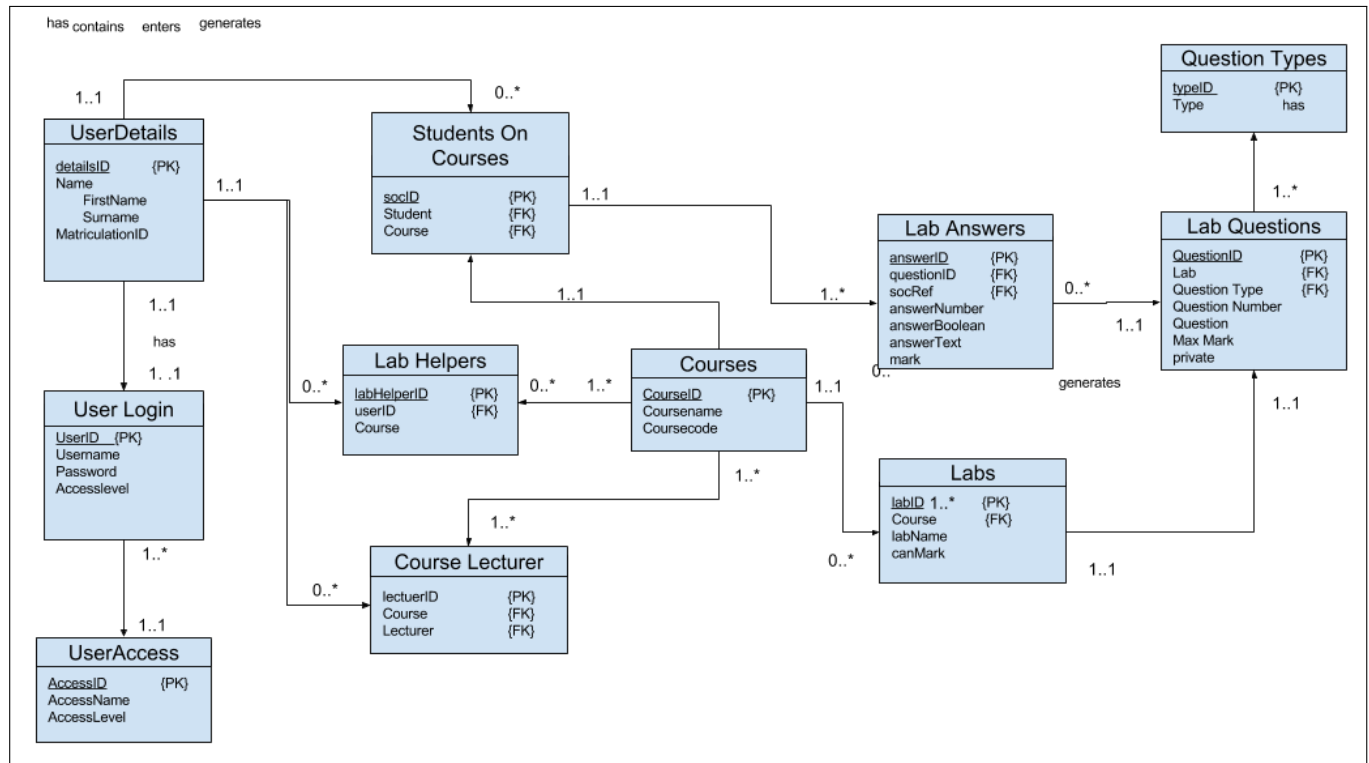 has contains enters generates
Question Types
typeID {PK}
Type has
1..1
0..*
UserDetails
detailsID {PK}
Name
FirstName
Surname
MatriculationID
1..1
Students On
Courses
socID {PK}
Student {FK}
Course {FK}
1..1
1..*
Lab Answers
answerID {PK}
questionID {FK}
socRef {FK}
answerNumber
answerBoolean
answerText
mark
1..*
0..*
1..1
Lab Questions
QuestionID {PK}
Lab {FK}
Question Type {FK}
Question Number
Question
Max Mark
private
1..1
has
1. .1
1..1
0..
generates
1..1
Lab Helpers
labHelperID {PK}
userID {FK}
Course
0..*
0..*
1..*
Courses
CourseID {PK}
Coursename
Coursecode
1..1
User Login
UserID {PK}
Username
Password
Accesslevel
1..*
1..*
1..*
Labs
labID 1..* {PK}
Course {FK}
labName
canMark
0..*
1..1
Course Lecturer
lectuerID {PK}
Course {FK}
Lecturer {FK}
0..*
1..1
UserAccess
AccessID {PK}
AccessName
AccessLevel